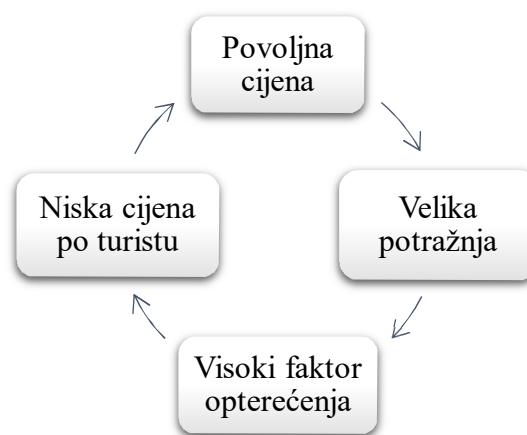 Povoljna
cijena
Velika
potražnja
Visoki faktor
opterećenja
Niska cijena
po turistu